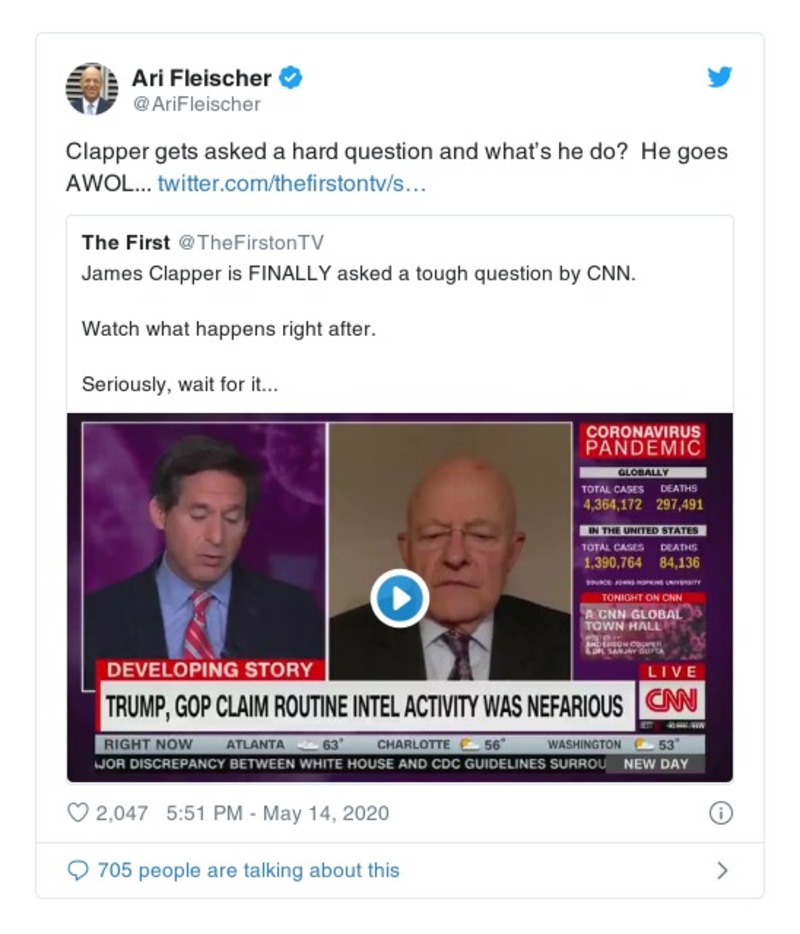 Ari Fleischer
@AriFleischer
Clapper gets asked a hard question and what's he do?  He goes
AWOL... twitter.com/thefirstontv/s…
The First @TheFirstonTV
James Clapper is FINALLY asked a tough question by CNN.
Watch what happens right after.
Seriously, wait for it...
CORONAVIRUS
PANDEMIC
GLOBALLY
TOTAL CASES DEATHS
4,364,172 297,491
IN THE UNITED STATES
TOTAL CASES DEATHS
1,390,764 84,136
SOURCE: JOHNS HOPKINS UNIVERSITY
TONIGHT ON CNN
A CNN GLOBAL
TOWN HALL
ANDERSON COOPER
& DR. SANJAY GUPTA
DEVELOPING STORY
TRUMP, GOP CLAIM ROUTINE INTEL ACTIVITY WAS NEFARIOUS
LIVE
CNN
RIGHT NOW ATLANTA 63° CHARLOTTE 56° WASHINGTON 53°
JOR DISCREPANCY BETWEEN WHITE HOUSE AND CDC GUIDELINES SURROU NEW DAY
2,047 5:51 PM - May 14, 2020
705 people are talking about this